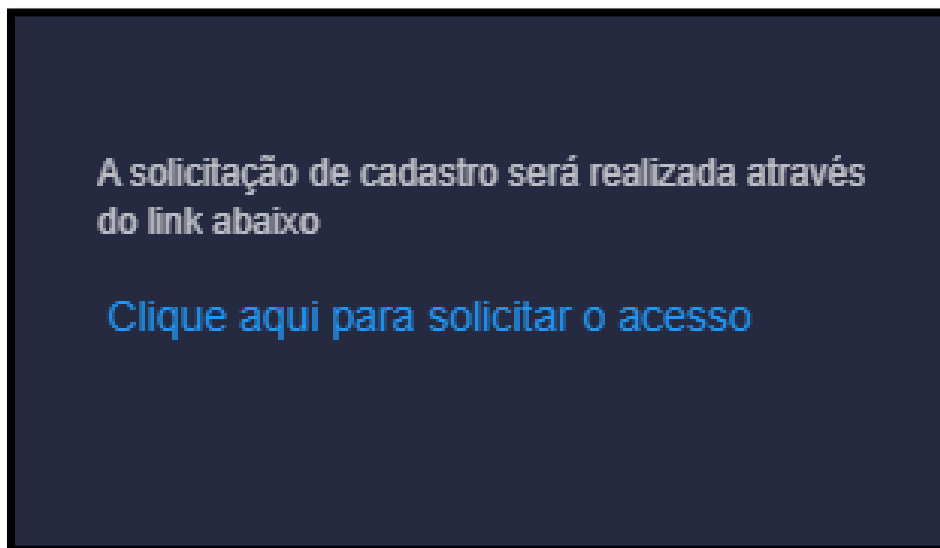 A solicitação de cadastro será realizada através
do link abaixo
Clique aqui para solicitar o acesso